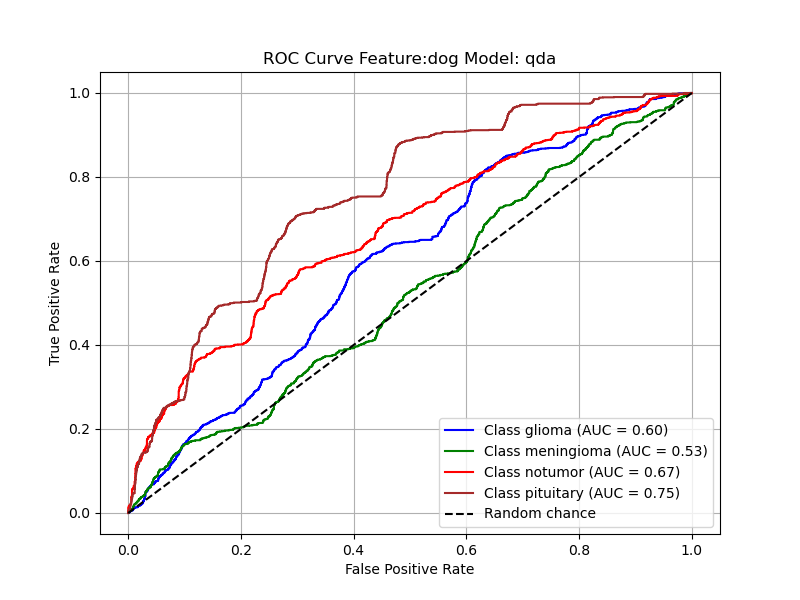 ROC Curve Feature:dog Model: qda
True Positive Rate
1.0
0.8
0.6
0.4
0.2
0.0
Class glioma (AUC = 0.60)
Class meningioma (AUC = 0.53)
Class notumor (AUC = 0.67)
Class pituitary (AUC = 0.75)
Random chance
0.0 0.2 0.4 0.6 0.8 1.0
False Positive Rate